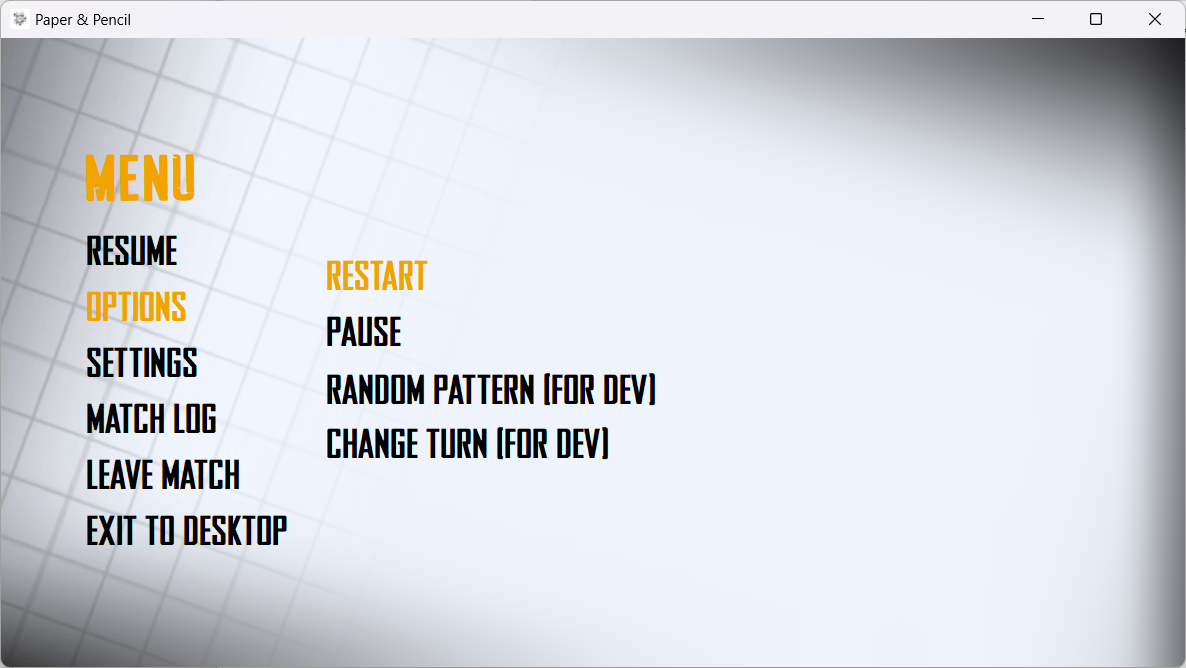 Paper & Pencil
MENU
RESUME
OPTIONS
SETTINGS
MATCH LOG
LEAVE MATCH
EXIT TO DESKTOP
RESTART
PAUSE
RANDOM PATTERN (FOR DEV)
CHANGE TURN (FOR DEV)